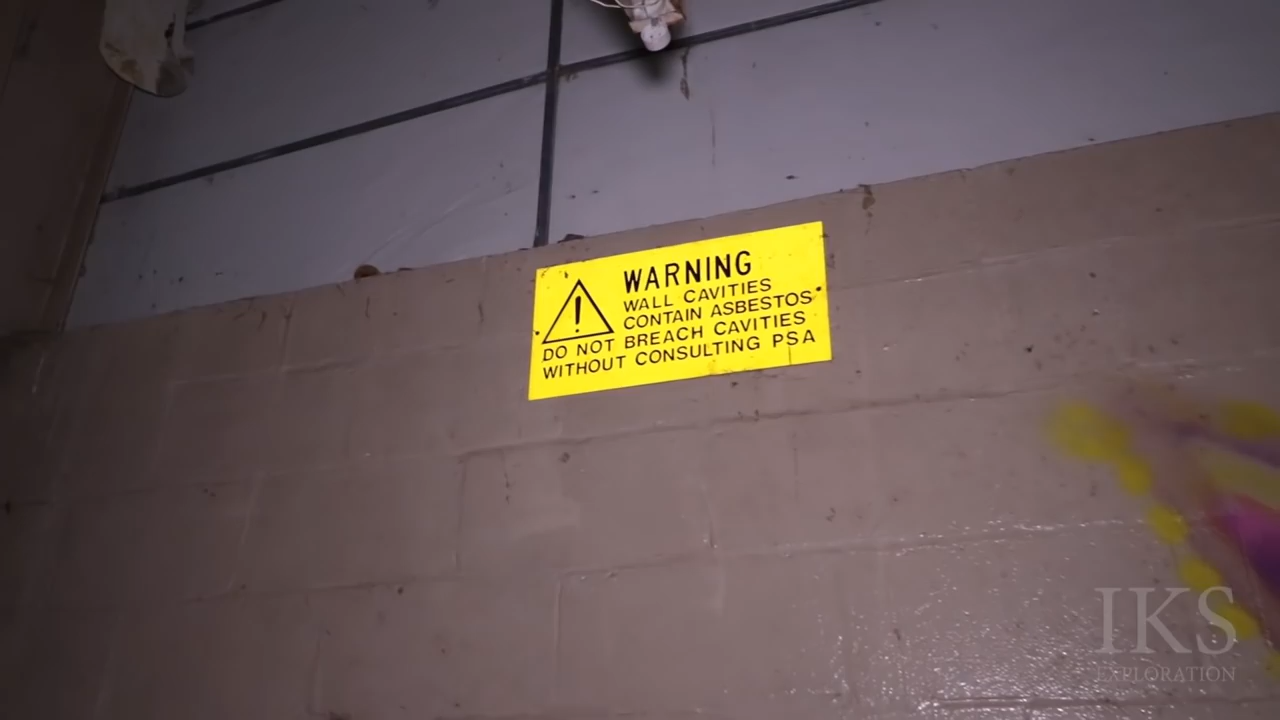 WARNING
WALL CAVITIES
CONTAIN ASBESTOS
DO NOT BREACH CAVITIES
WITHOUT CONSULTING PSA
IKS
EXPLORATION